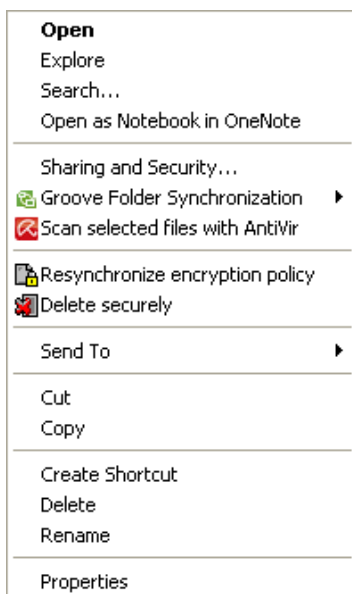 Open
Explore
Search...
Open as Notebook in OneNote
Sharing and Security...
Groove Folder Synchronization
Scan selected files with AntiVir
Resynchronize encryption policy
Delete securely
Send To
Cut
Copy
Create Shortcut
Delete
Rename
Properties